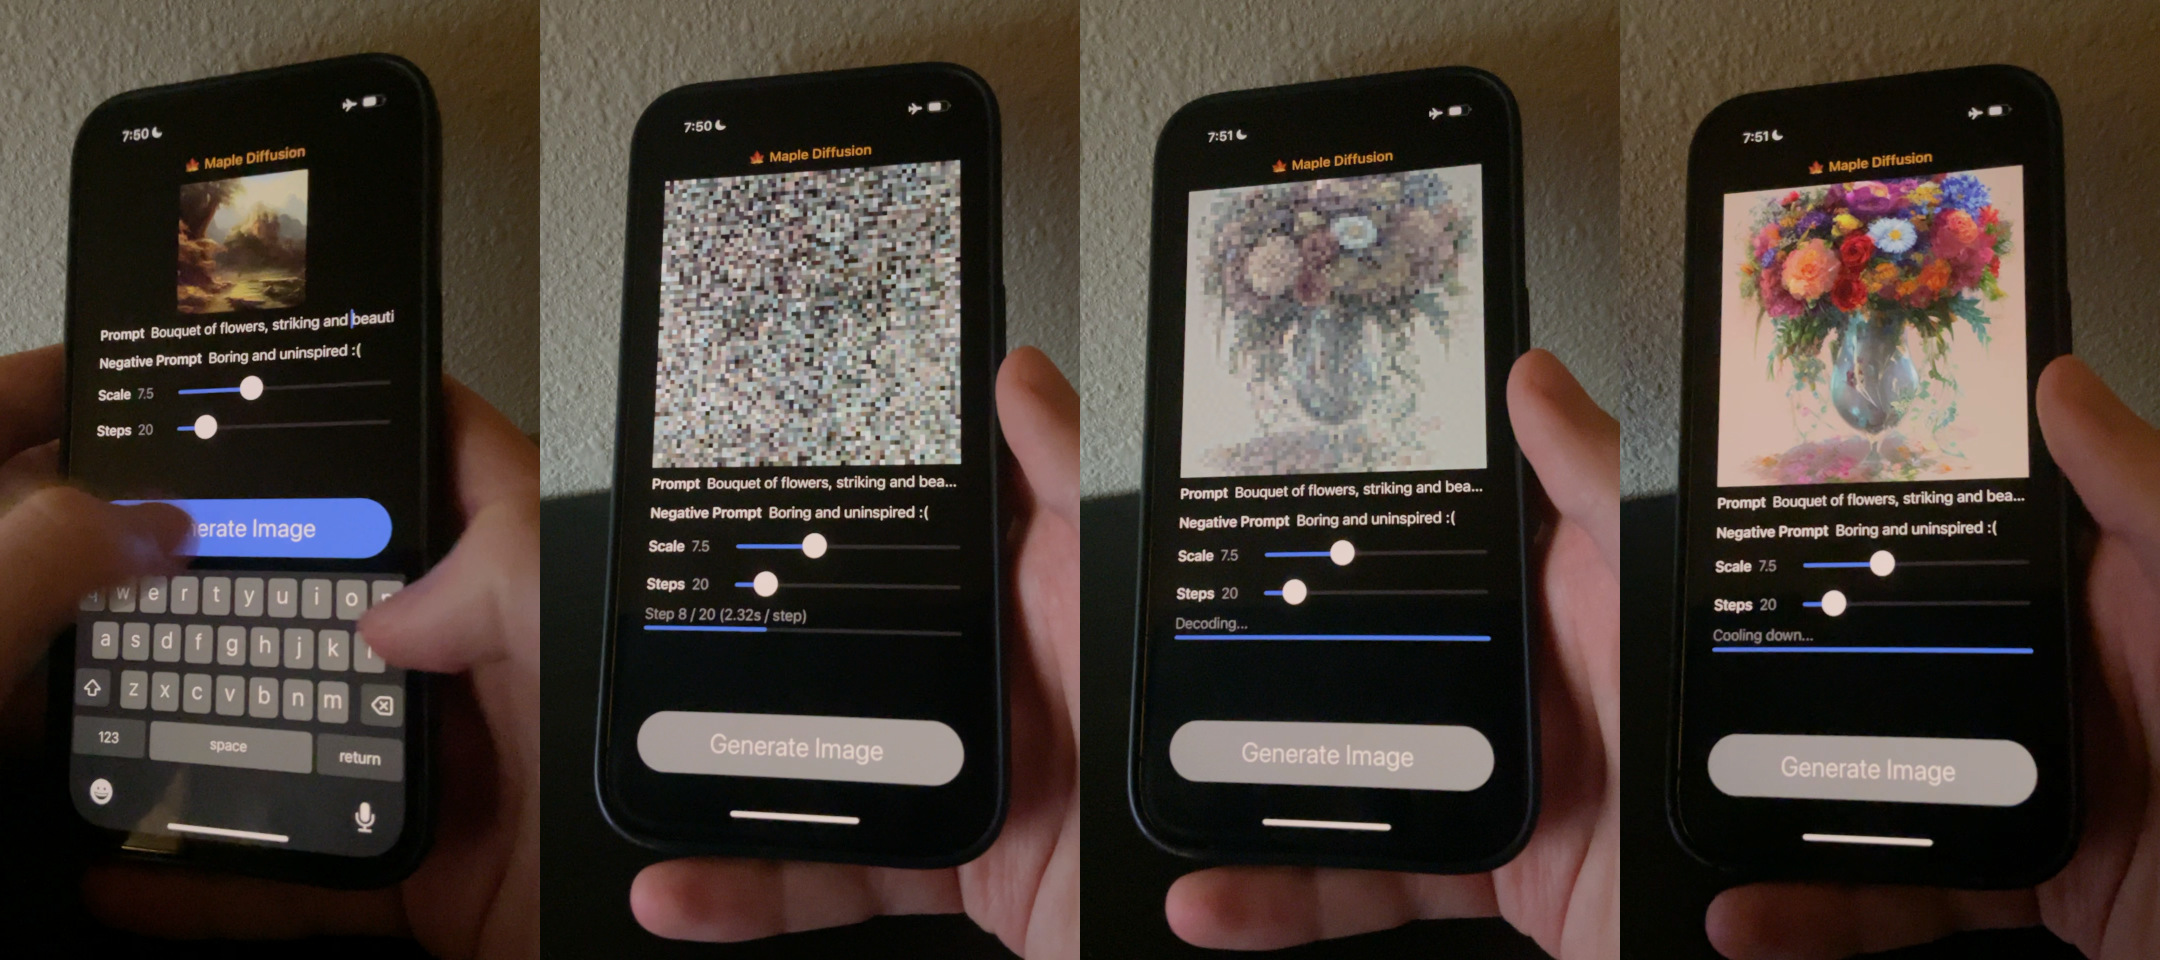 7:50
Maple Diffusion
Prompt Bouquet of flowers, striking and beauti
Negative Prompt Boring and uninspired :(
Scale 7.5
Steps 20
erate Image
q w e r t y u i o p
a s d f g h j k l
z x c v b n m
123 space return
7:50
Maple Diffusion
Prompt Bouquet of flowers, striking and bea...
Negative Prompt Boring and uninspired :(
Scale 7.5
Steps 20
Step 8 / 20 (2.32s / step)
Generate Image
7:51
Maple Diffusion
Prompt Bouquet of flowers, striking and bea...
Negative Prompt Boring and uninspired :(
Scale 7.5
Steps 20
Decoding...
Generate Image
7:51
Maple Diffusion
Prompt Bouquet of flowers, striking and bea...
Negative Prompt Boring and uninspired :(
Scale 7.5
Steps 20
Cooling down...
Generate Image